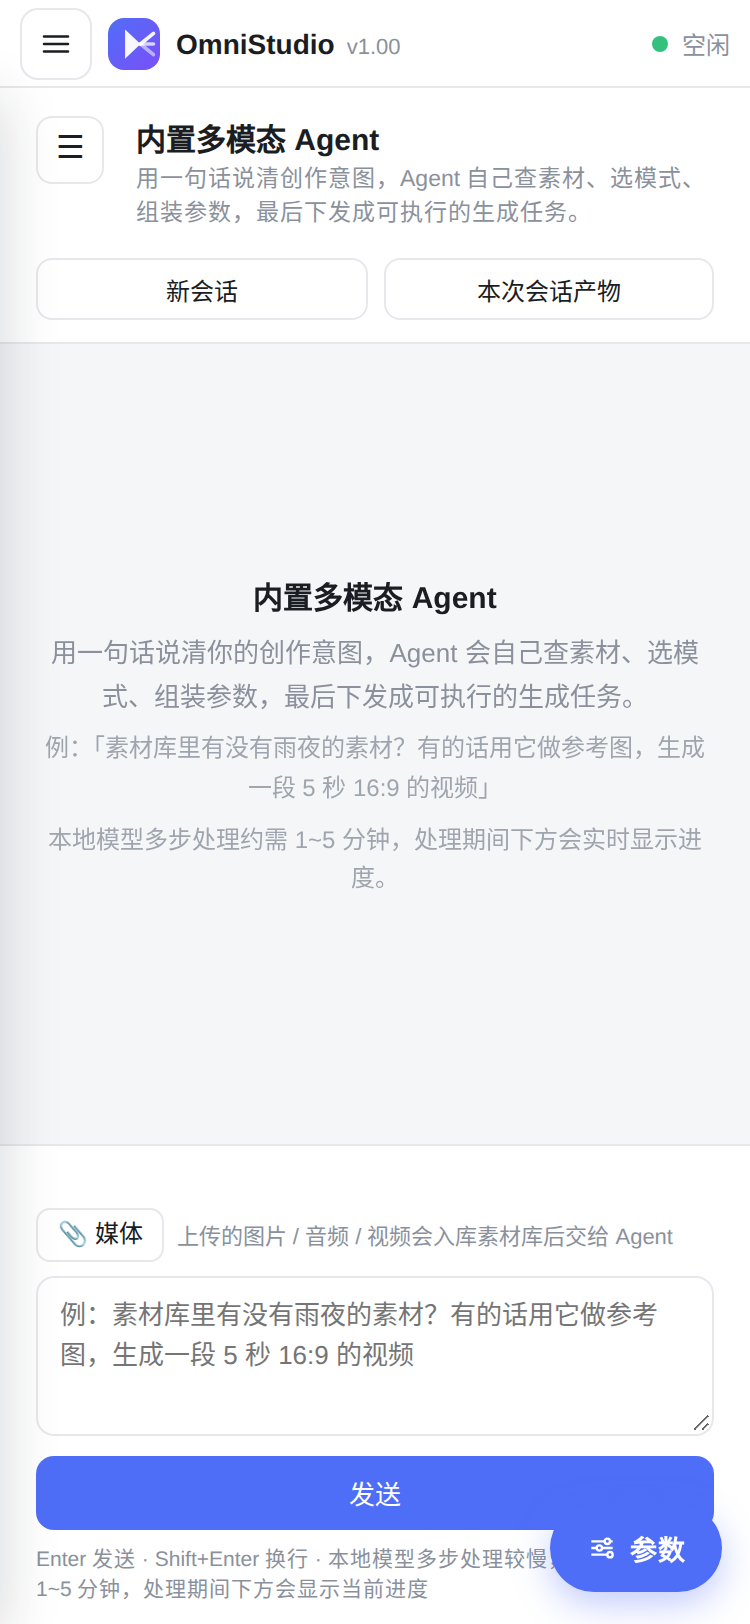 OmniStudio v1.00 空闲
内置多模态 Agent
用一句话说清创作意图，Agent 自己查素材、选模式、
组装参数，最后下发成可执行的生成任务。
新会话 本次会话产物
内置多模态 Agent
用一句话说清你的创作意图，Agent 会自己查素材、选模
式、组装参数，最后下发成可执行的生成任务。
例：「素材库里有没有雨夜的素材？有的话用它做参考图，生成
一段 5 秒 16:9 的视频」
本地模型多步处理约需 1~5 分钟，处理期间下方会实时显示进
度。
媒体 上传的图片 / 音频 / 视频会入库素材库后交给 Agent
例：素材库里有没有雨夜的素材？有的话用它做参考
图，生成一段 5 秒 16:9 的视频
发送
Enter 发送 · Shift+Enter 换行 · 本地模型多步处理较慢，
1~5 分钟，处理期间下方会显示当前进度
参数